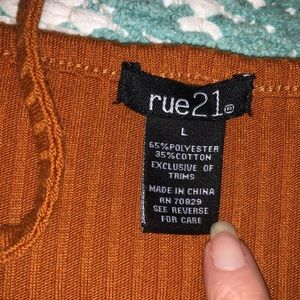 rue21
L
65%POLYESTER
35%COTTON
EXCLUSIVE OF
TRIMS
MADE IN CHINA
RN 70829
SEE REVERSE
FOR CARE